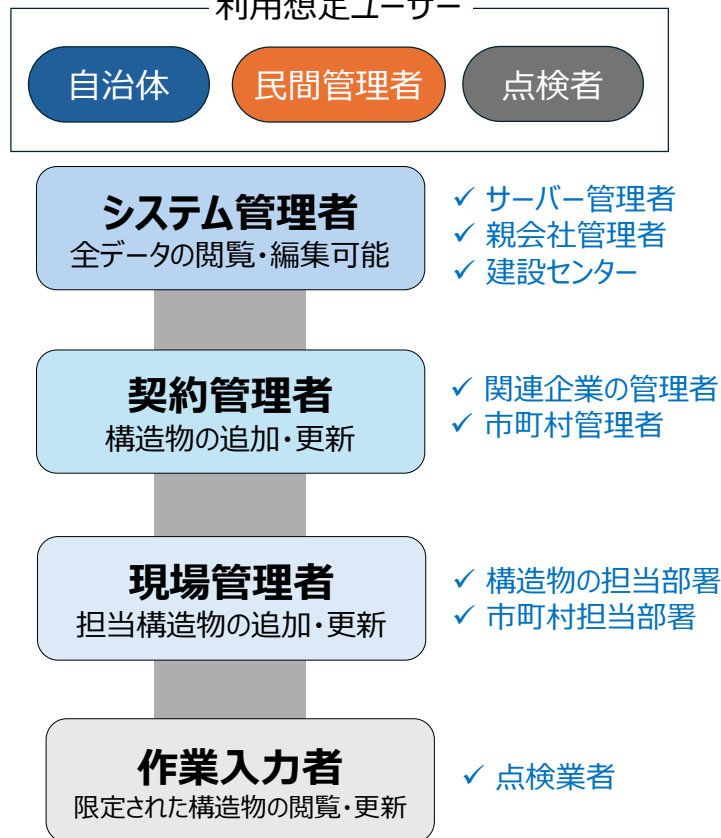 利用想定ユーザー
自治体
民間管理者
点検者
システム管理者
全データの閲覧・編集可能
✓ サーバー管理者
✓ 親会社管理者
✓ 建設センター
契約管理者
構造物の追加・更新
✓ 関連企業の管理者
✓ 市町村管理者
現場管理者
担当構造物の追加・更新
✓ 構造物の担当部署
✓ 市町村担当部署
作業入力者
限定された構造物の閲覧・更新
✓ 点検業者